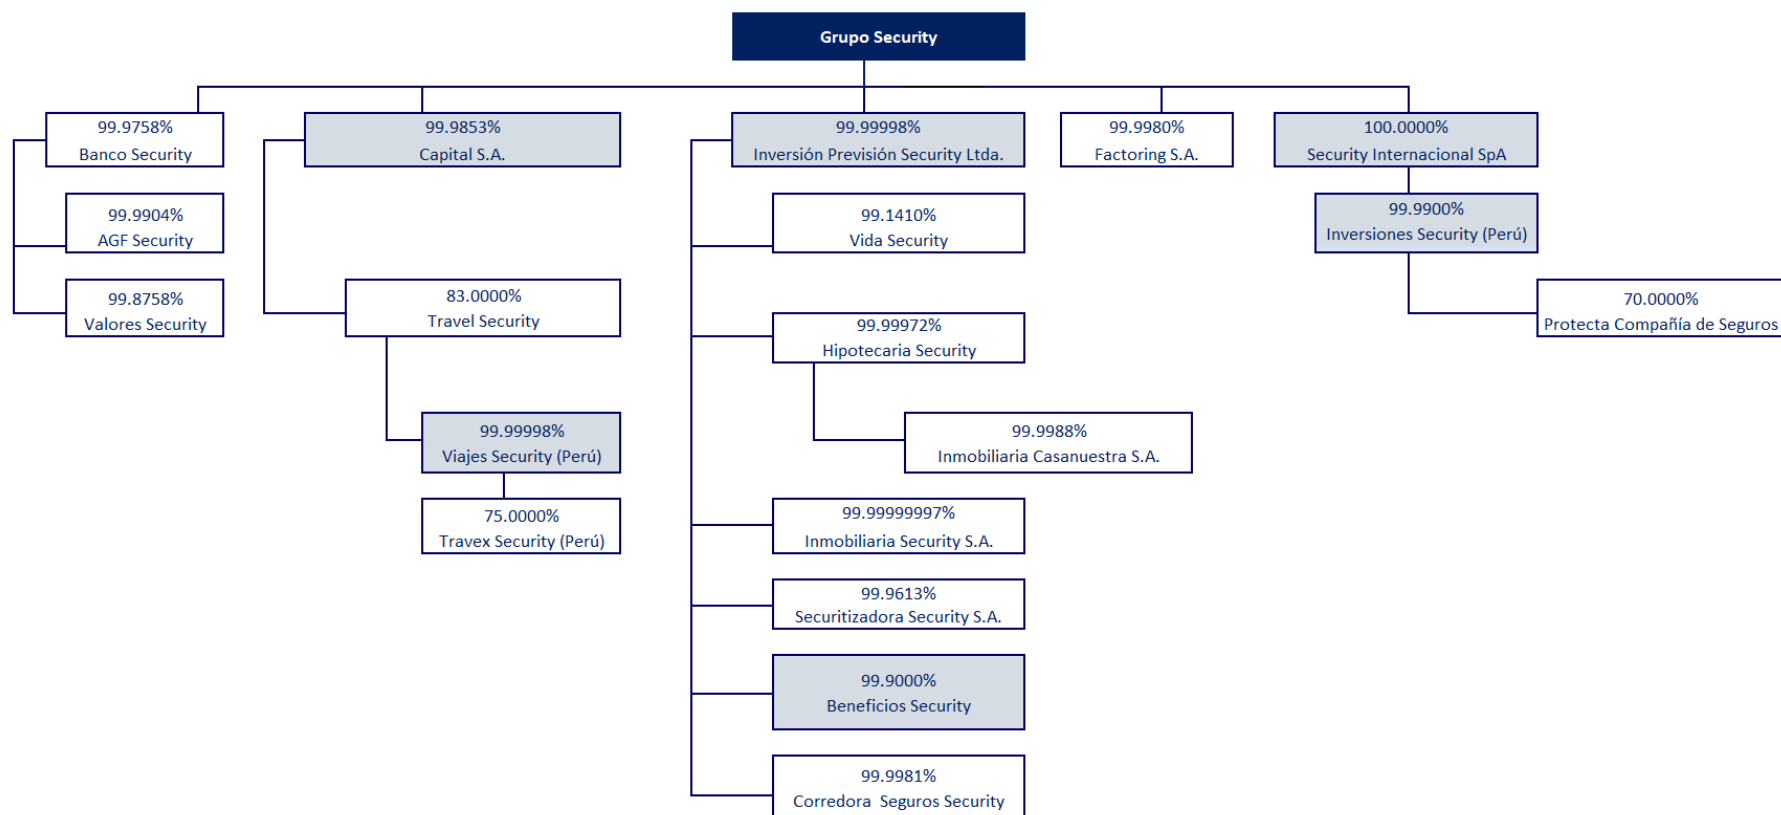 Grupo Security
99.9758%
Banco Security
99.9853%
Capital S.A.
99.99998%
Inversión Previsión Security Ltda.
99.9980%
Factoring S.A.
100.0000%
Security Internacional SpA
99.9904%
AGF Security
99.1410%
Vida Security
99.9900%
Inversiones Security (Perú)
99.8758%
Valores Security
83.0000%
Travel Security
99.99972%
Hipotecaria Security
70.0000%
Protecta Compañía de Seguros
99.99998%
Viajes Security (Perú)
99.9988%
Inmobiliaria Casanuestra S.A.
75.0000%
Travex Security (Perú)
99.99999997%
Inmobiliaria Security S.A.
99.9613%
Securitizadora Security S.A.
99.9000%
Beneficios Security
99.9981%
Corredora  Seguros Security